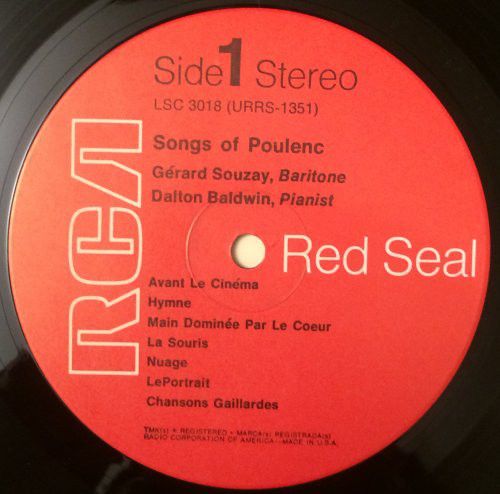 Side 1 Stereo
LSC 3018 (URRS-1351)
Songs of Poulenc
Gérard Souzay, Baritone
Dalton Baldwin, Pianist
RCA
Red Seal
Avant Le Cinéma
Hymne
Main Dominée Par Le Coeur
La Souris
Nuage
LePortrait
Chansons Gaillardes
TMK(s) • REGISTERED • MARCA(s) REGISTRADA(S)
RADIO CORPORATION OF AMERICA—MADE IN U.S.A.